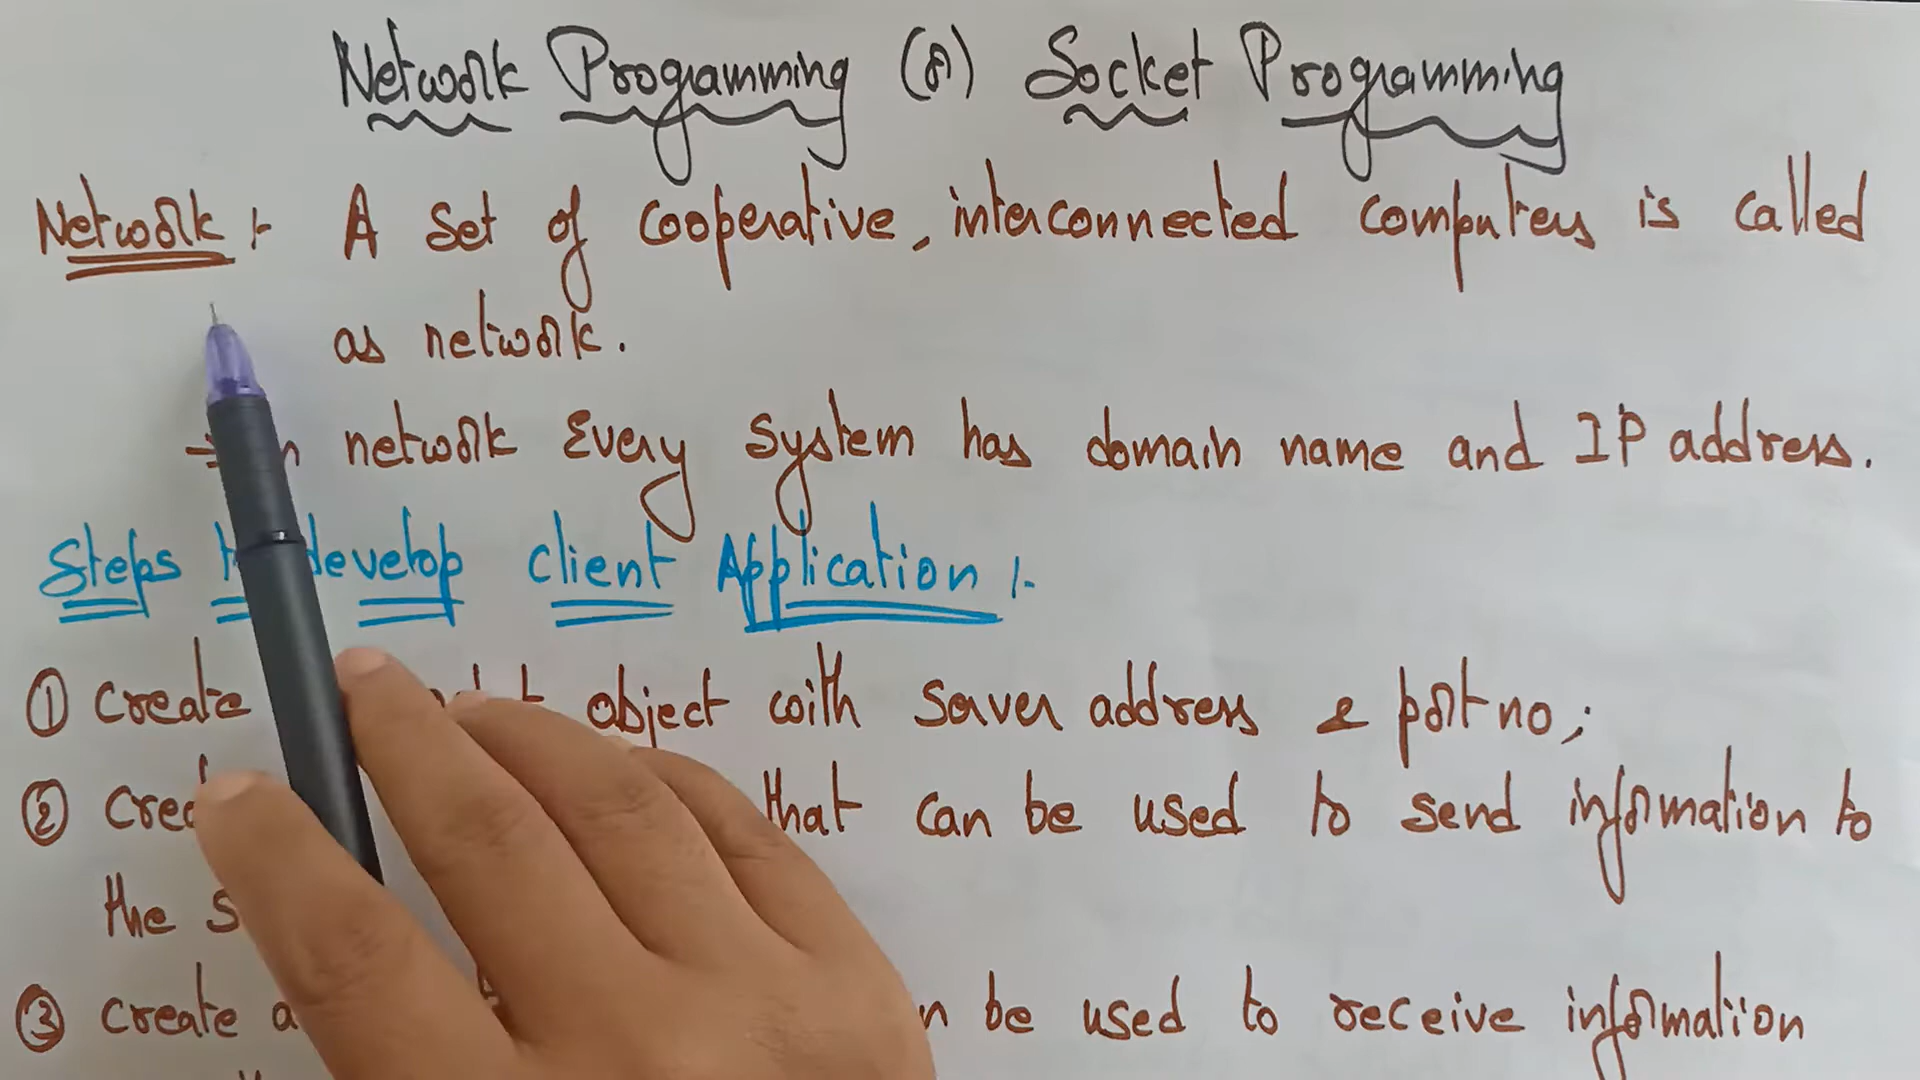 Network Programming (or) Socket Programming
Network :- A set of cooperative, interconnected computers is called
as network.
network Every system has domain name and IP address.
Steps develop client Application :-
① create object with server address & port no;
② that can be used to send information to
the
③ create be used to receive information